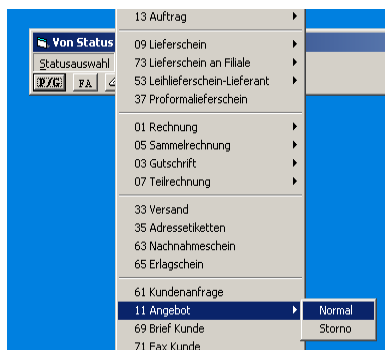 13 Auftrag
Von Status
09 Lieferschein
Statusauswahl
73 Lieferschein an Filiale
53 Leihlieferschein-Lieferant
P/G FA
37 Proformalieferschein
01 Rechnung
05 Sammelrechnung
03 Gutschrift
07 Teilrechnung
33 Versand
35 Adressetiketten
63 Nachnahmeschein
65 Erlagschein
61 Kundenanfrage
11 Angebot
Normal
69 Brief Kunde
Storno
71 Fax Kunde